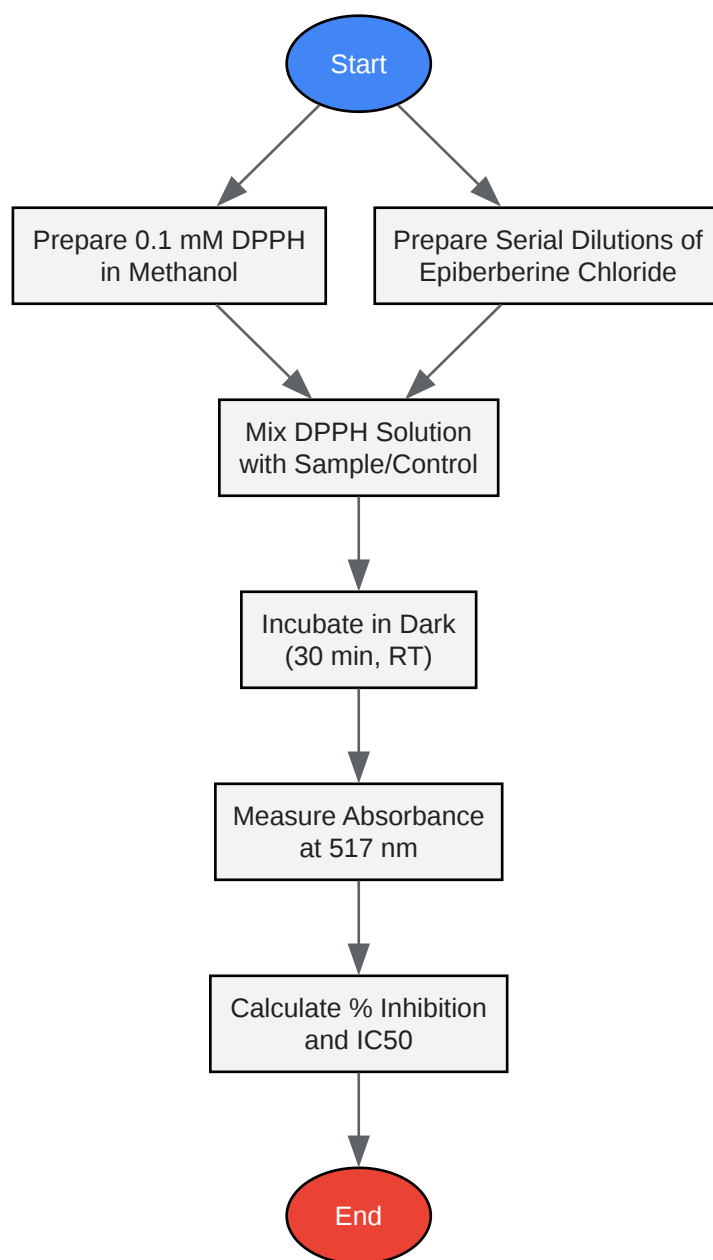 Start
Prepare 0.1 mM DPPH
in Methanol
Prepare Serial Dilutions of
Epiberberine Chloride
Mix DPPH Solution
with Sample/Control
Incubate in Dark
(30 min, RT)
Measure Absorbance
at 517 nm
Calculate % Inhibition
and IC50
End